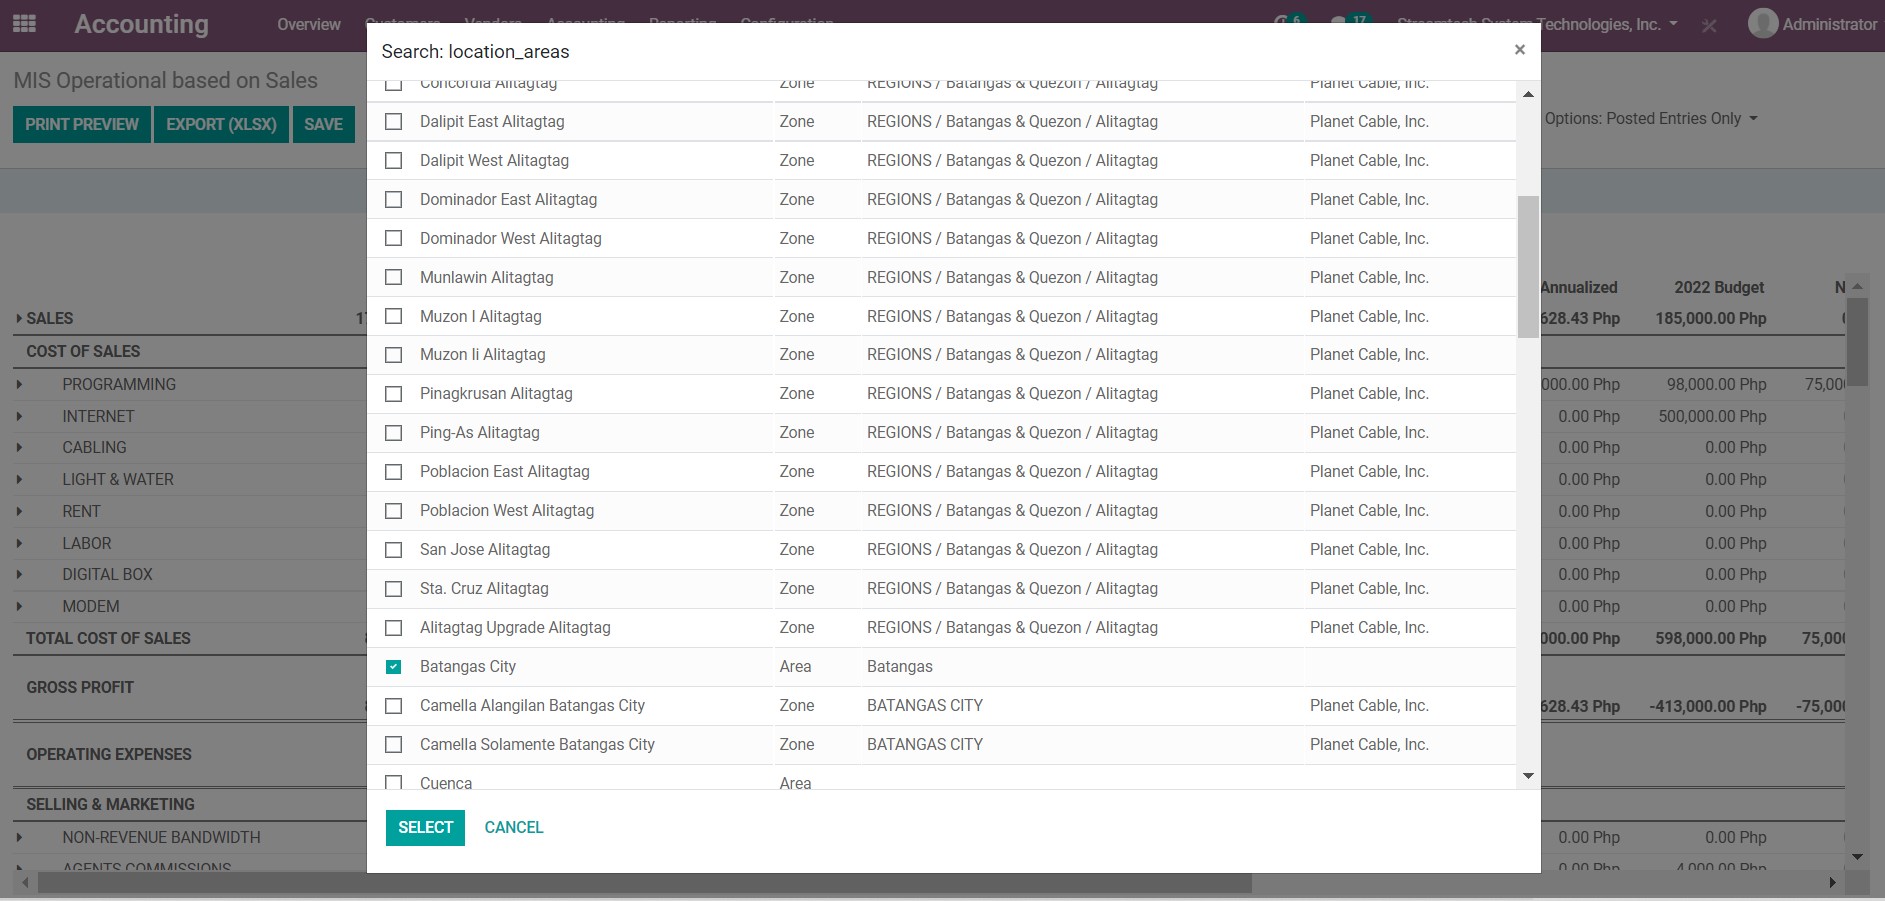 Accounting
Overview
6
17
Technologies, Inc.
Administrator
MIS Operational based on Sales
PRINT PREVIEW EXPORT (XLSX) SAVE
Options: Posted Entries Only
Search: location_areas ×
Concordia Alitagtag Zone REGIONS / Batangas & Quezon / Alitagtag Planet Cable, Inc.
Dalipit East Alitagtag Zone REGIONS / Batangas & Quezon / Alitagtag Planet Cable, Inc.
Dalipit West Alitagtag Zone REGIONS / Batangas & Quezon / Alitagtag Planet Cable, Inc.
Dominador East Alitagtag Zone REGIONS / Batangas & Quezon / Alitagtag Planet Cable, Inc.
Dominador West Alitagtag Zone REGIONS / Batangas & Quezon / Alitagtag Planet Cable, Inc.
Munlawin Alitagtag Zone REGIONS / Batangas & Quezon / Alitagtag Planet Cable, Inc.
Muzon I Alitagtag Zone REGIONS / Batangas & Quezon / Alitagtag Planet Cable, Inc.
Muzon Ii Alitagtag Zone REGIONS / Batangas & Quezon / Alitagtag Planet Cable, Inc.
Pinagkrusan Alitagtag Zone REGIONS / Batangas & Quezon / Alitagtag Planet Cable, Inc.
Ping-As Alitagtag Zone REGIONS / Batangas & Quezon / Alitagtag Planet Cable, Inc.
Poblacion East Alitagtag Zone REGIONS / Batangas & Quezon / Alitagtag Planet Cable, Inc.
Poblacion West Alitagtag Zone REGIONS / Batangas & Quezon / Alitagtag Planet Cable, Inc.
San Jose Alitagtag Zone REGIONS / Batangas & Quezon / Alitagtag Planet Cable, Inc.
Sta. Cruz Alitagtag Zone REGIONS / Batangas & Quezon / Alitagtag Planet Cable, Inc.
Alitagtag Upgrade Alitagtag Zone REGIONS / Batangas & Quezon / Alitagtag Planet Cable, Inc.
Batangas City Area Batangas
Camella Alangilan Batangas City Zone BATANGAS CITY Planet Cable, Inc.
Camella Solamente Batangas City Zone BATANGAS CITY Planet Cable, Inc.
Cuenca Area
SELECT CANCEL
Annualized 2022 Budget N
SALES 17 628.43 Php 185,000.00 Php
COST OF SALES
PROGRAMMING 000.00 Php 98,000.00 Php 75,00
INTERNET 0.00 Php 500,000.00 Php
CABLING 0.00 Php 0.00 Php
LIGHT & WATER 0.00 Php 0.00 Php
RENT 0.00 Php 0.00 Php
LABOR 0.00 Php 0.00 Php
DIGITAL BOX 0.00 Php 0.00 Php
MODEM 0.00 Php 0.00 Php
TOTAL COST OF SALES 000.00 Php 598,000.00 Php 75,00
GROSS PROFIT
628.43 Php -413,000.00 Php -75,00
OPERATING EXPENSES
SELLING & MARKETING
NON-REVENUE BANDWIDTH 0.00 Php 0.00 Php
AGENTS COMMISSIONS 0.00 Php 4,000.00 Php